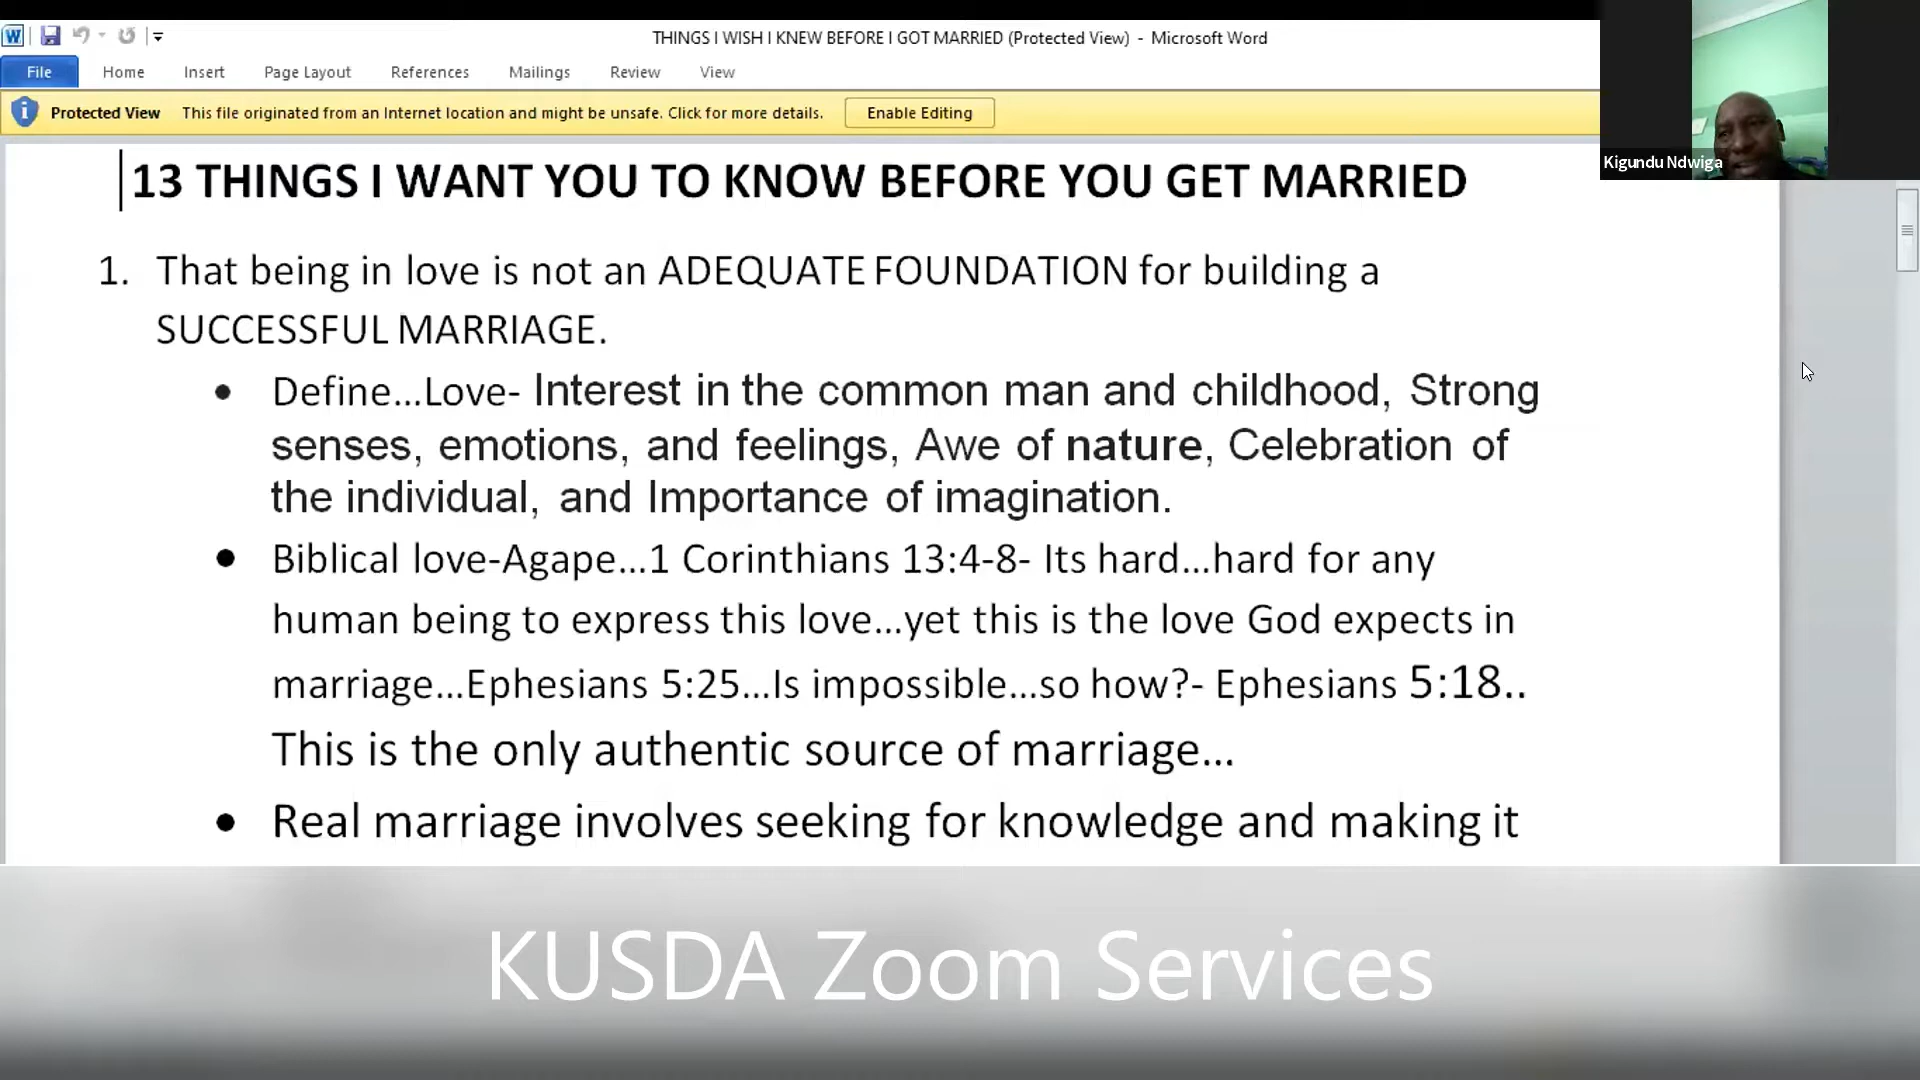 THINGS I WISH I KNEW BEFORE I GOT MARRIED (Protected View) - Microsoft Word
File Home Insert Page Layout References Mailings Review View
Protected View This file originated from an Internet location and might be unsafe. Click for more details. Enable Editing
Kigundu Ndwiga
13 THINGS I WANT YOU TO KNOW BEFORE YOU GET MARRIED
1. That being in love is not an ADEQUATE FOUNDATION for building a
SUCCESSFUL MARRIAGE.
• Define...Love- Interest in the common man and childhood, Strong
senses, emotions, and feelings, Awe of nature, Celebration of
the individual, and Importance of imagination.
• Biblical love-Agape...1 Corinthians 13:4-8- Its hard...hard for any
human being to express this love...yet this is the love God expects in
marriage...Ephesians 5:25...Is impossible...so how?- Ephesians 5:18..
This is the only authentic source of marriage...
• Real marriage involves seeking for knowledge and making it
KUSDA Zoom Services